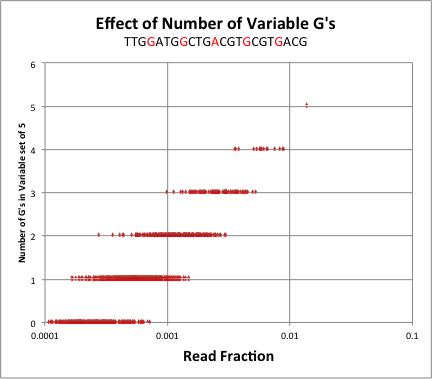 Effect of Number of Variable G's
TTGGATGGCTGACGTGCGTGACG
Number of G's in Variable set of 5
6
5
4
3
2
1
0
0.0001
0.001
0.01
0.1
Read Fraction